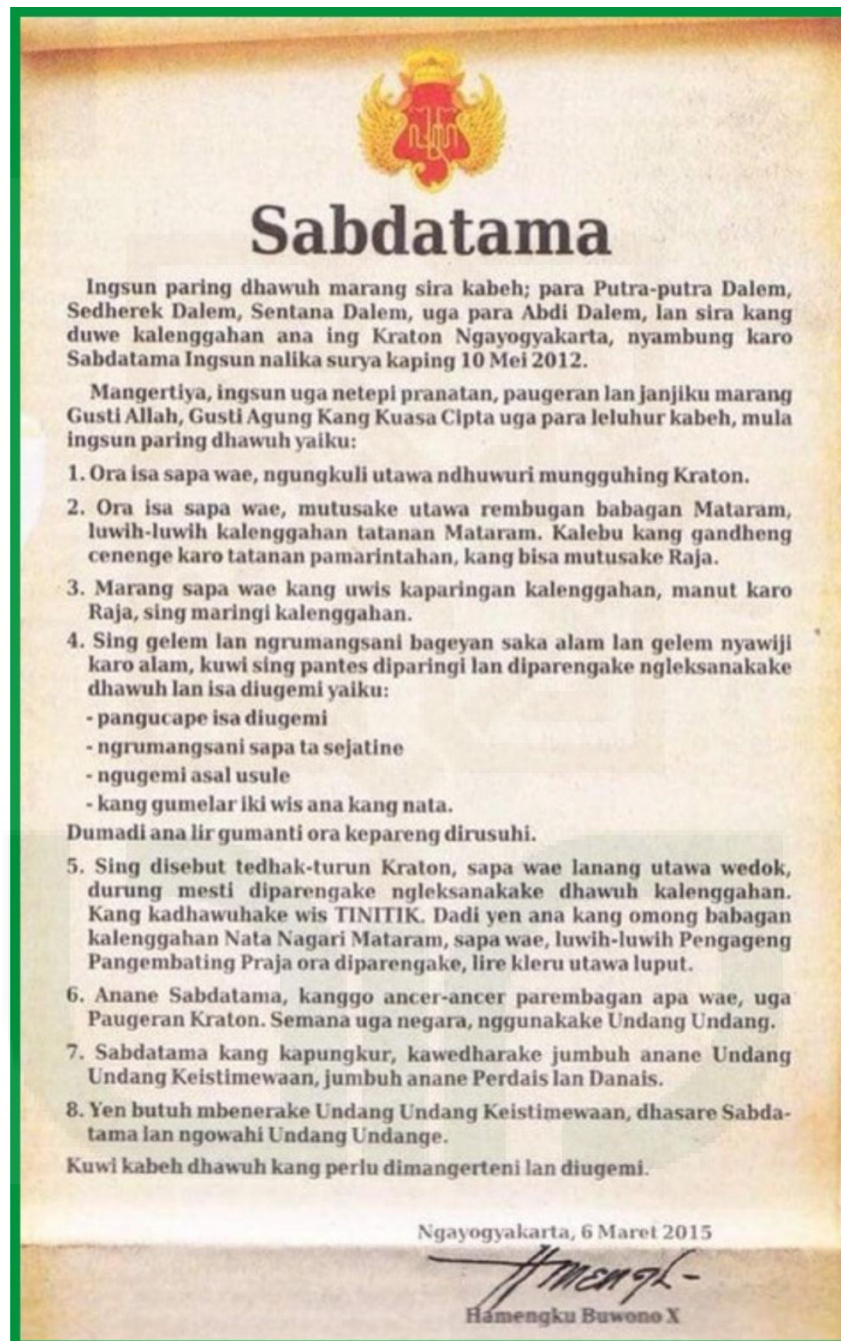 Sabdatama
Ingsun paring dhawuh marang sira kabeh; para Putra-putra Dalem,
Sedherek Dalem, Sentana Dalem, uga para Abdi Dalem, lan sira kang
duwe kalenggahan ana ing Kraton Ngayogyakarta, nyambung karo
Sabdatama Ingsun nalika surya kaping 10 Mei 2012.
Mangertiya, ingsun uga netepi pranatan, paugeran lan janjiku marang
Gusti Allah, Gusti Agung Kang Kuasa Cipta uga para leluhur kabeh, mula
ingsun paring dhawuh yaiku:
1. Ora isa sapa wae, ngungkuli utawa ndhuwuri mungguhing Kraton.
2. Ora isa sapa wae, mutusake utawa rembugan babagan Mataram,
luwih-luwih kalenggahan tatanan Mataram. Kalebu kang gandheng
cenenge karo tatanan pamarintahan, kang bisa mutusake Raja.
3. Marang sapa wae kang uwis kaparingan kalenggahan, manut karo
Raja, sing maringi kalenggahan.
4. Sing gelem lan ngrumangsani bageyan saka alam lan gelem nyawiji
karo alam, kuwi sing pantes diparingi lan diparengake ngleksanakake
dhawuh lan isa diugemi yaiku:
- pangucape isa diugemi
- ngrumangsani sapa ta sejatine
- ngugemi asal usule
- kang gumelar iki wis ana kang nata.
Dumadi ana lir gumanti ora kepareng dirusuhi.
5. Sing disebut tedhak-turun Kraton, sapa wae lanang utawa wedok,
durung mesti diparengake ngleksanakake dhawuh kalenggahan.
Kang kadhawuhake wis TINITIK. Dadi yen ana kang omong babagan
kalenggahan Nata Nagari Mataram, sapa wae, luwih-luwih Pengageng
Pangembating Praja ora diparengake, lire kleru utawa luput.
6. Anane Sabdatama, kanggo ancer-ancer parembagan apa wae, uga
Paugeran Kraton. Semana uga negara, nggunakake Undang Undang.
7. Sabdatama kang kapungkur, kawedharake jumbuh anane Undang
Undang Keistimewaan, jumbuh anane Perdais lan Danais.
8. Yen butuh mbenerake Undang Undang Keistimewaan, dhasare Sabda-
tama lan ngowahi Undang Undange.
Kuwi kabeh dhawuh kang perlu dimangerteni lan diugemi.
Ngayogyakarta, 6 Maret 2015
Hamengku Buwono X